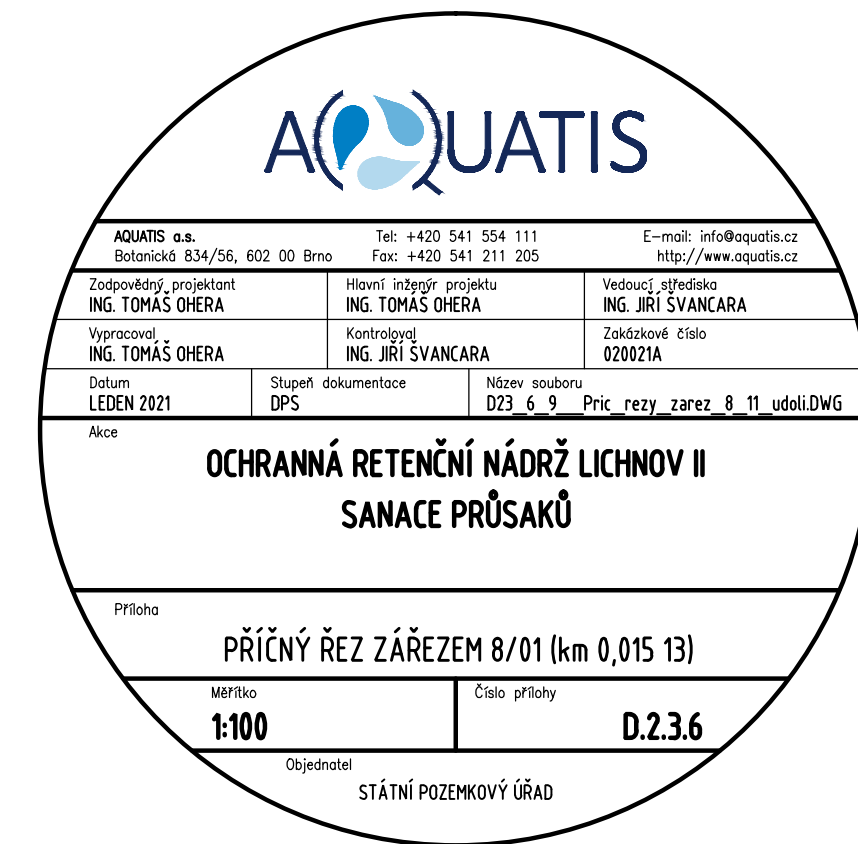 AQUATIS
AQUATIS a.s. Tel: +420 541 554 111 E-mail: info@aquatis.cz
Botanická 834/56, 602 00 Brno Fax: +420 541 211 205 http://www.aquatis.cz
Zodpovědný projektant Hlavní inženýr projektu Vedoucí střediska
ING. TOMÁŠ OHERA ING. TOMÁŠ OHERA ING. JIŘÍ ŠVANCARA
Vypracoval Kontroloval Zakázkové číslo
ING. TOMÁŠ OHERA ING. JIŘÍ ŠVANCARA 020021A
Datum Stupeň dokumentace Název souboru
LEDEN 2021 DPS D23_6_9__Pric_rezy_zarez_8_11_udoli.DWG
Akce
OCHRANNÁ RETENČNÍ NÁDRŽ LICHNOV II
SANACE PRŮSAKŮ
Příloha
PŘÍČNÝ ŘEZ ZÁŘEZEM 8/01 (km 0,015 13)
Měřítko Číslo přílohy
1:100 D.2.3.6
Objednatel
STÁTNÍ POZEMKOVÝ ÚŘAD